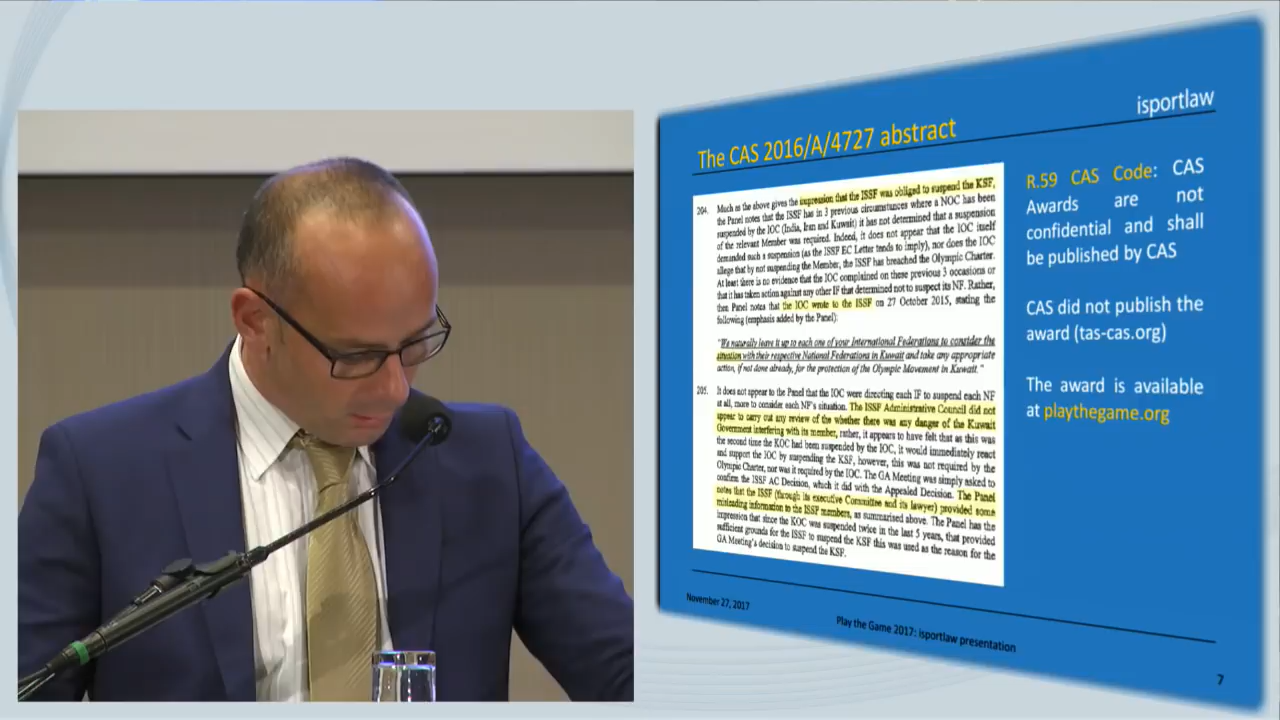 isportlaw
The CAS 2016/A/4727 abstract
204. Much as the above gives the impression that the ISSF was obliged to suspend the KSF,
the Panel notes that the ISSF has in 3 previous circumstances where a NOC has been
suspended by the IOC (India, Iran and Kuwait) it has not determined that a suspension
of the relevant Member was required. Indeed, it does not appear that the IOC itself
demanded such a suspension (as the ISSF EC Letter tends to imply), nor does the IOC
allege that by not suspending the Member, the ISSF has breached the Olympic Charter.
At least there is no evidence that the IOC complained on these previous 3 occasions or
that it has taken action against any other IF that determined not to suspect its NF. Rather,
then Panel notes that the IOC wrote to the ISSF on 27 October 2015, stating the
following (emphasis added by the Panel):
"We naturally leave it up to each one of your International Federations to consider the
situation with their respective National Federations in Kuwait and take any appropriate
action, if not done already, for the protection of the Olympic Movement in Kuwait."
205. It does not appear to the Panel that the IOC were directing each IF to suspend each NF
at all, more to consider each NF's situation. The ISSF Administrative Council did not
appear to carry out any review of the whether there was any danger of the Kuwait
Government interfering with its member, rather, it appears to have felt that as this was
the second time the KOC had been suspended by the IOC, it would immediately react
and support the IOC by suspending the KSF, however, this was not required by the
Olympic Charter, nor was it required by the IOC. The GA Meeting was simply asked to
confirm the ISSF AC Decision, which it did with the Appealed Decision. The Panel
notes that the ISSF (through its executive Committee and its lawyer) provided some
misleading information to the ISSF members, as summarised above. The Panel has the
impression that since the KOC was suspended twice in the last 5 years, that provided
sufficient grounds for the ISSF to suspend the KSF this was used as the reason for the
GA Meeting's decision to suspend the KSF.
R.59 CAS Code: CAS
Awards are not
confidential and shall
be published by CAS
CAS did not publish the
award (tas-cas.org)
The award is available
at playthegame.org
November 27, 2017
Play the Game 2017: isportlaw presentation
7